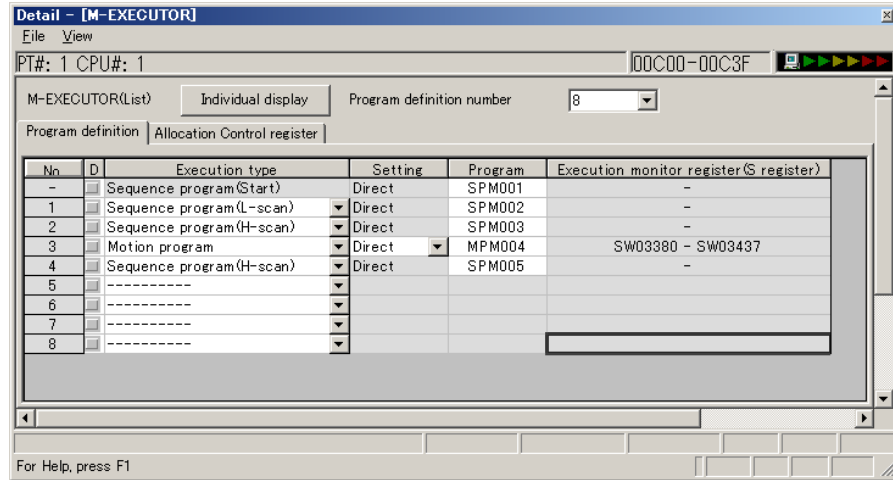 Detail - [M-EXECUTOR]
File View
PT#: 1 CPU#: 1 00C00-00C3F
M-EXECUTOR(List) Individual display Program definition number 8
Program definition Allocation Control register
No D Execution type Setting Program Execution monitor register(S register)
- Sequence program(Start) Direct SPM001 -
1 Sequence program(L-scan) Direct SPM002 -
2 Sequence program(H-scan) Direct SPM003 -
3 Motion program Direct MPM004 SW03380 - SW03437
4 Sequence program(H-scan) Direct SPM005 -
5 ----------
6 ----------
7 ----------
8 ----------
For Help, press F1